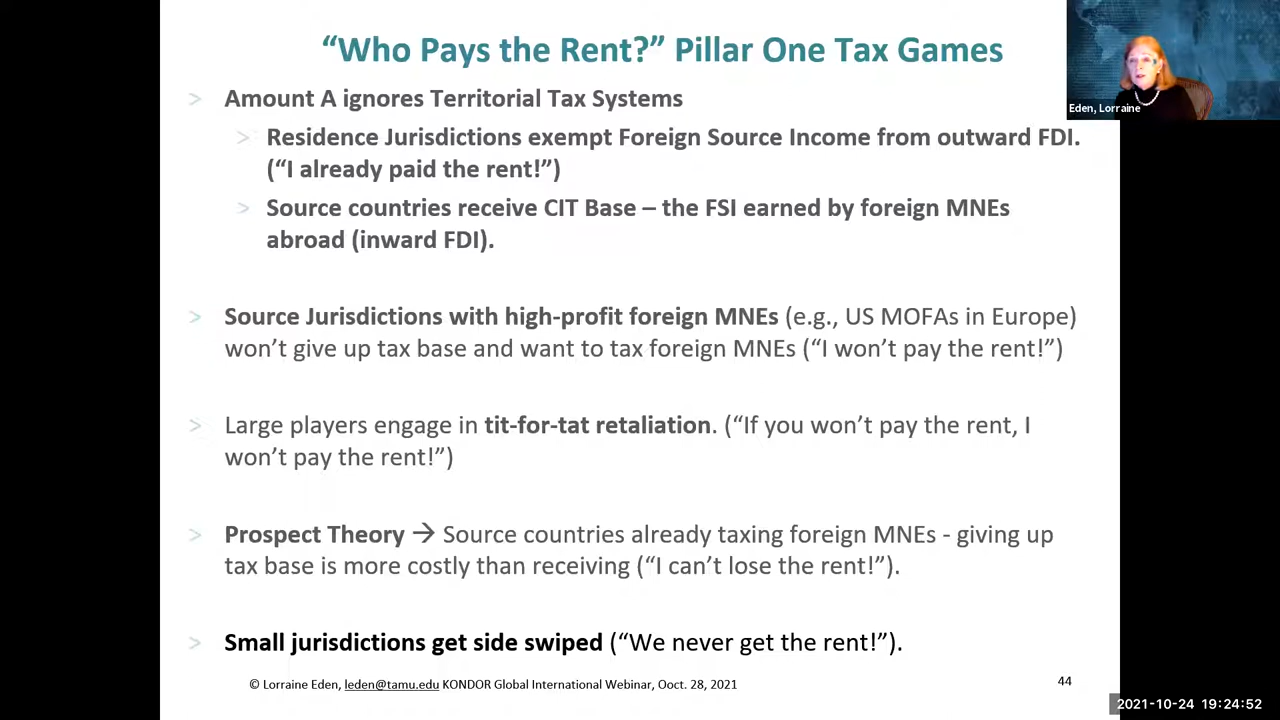 “Who Pays the Rent?” Pillar One Tax Games
Eden, Lorraine
> Amount A ignores Territorial Tax Systems
> Residence Jurisdictions exempt Foreign Source Income from outward FDI.
(“I already paid the rent!”)
> Source countries receive CIT Base – the FSI earned by foreign MNEs
abroad (inward FDI).
> Source Jurisdictions with high-profit foreign MNEs (e.g., US MOFAs in Europe)
won’t give up tax base and want to tax foreign MNEs (“I won’t pay the rent!”)
> Large players engage in tit-for-tat retaliation. (“If you won’t pay the rent, I
won’t pay the rent!”)
> Prospect Theory → Source countries already taxing foreign MNEs - giving up
tax base is more costly than receiving (“I can’t lose the rent!”).
> Small jurisdictions get side swiped (“We never get the rent!”).
© Lorraine Eden, leden@tamu.edu KONDOR Global International Webinar, Ooct. 28, 2021
44
2021-10-24 19:24:52